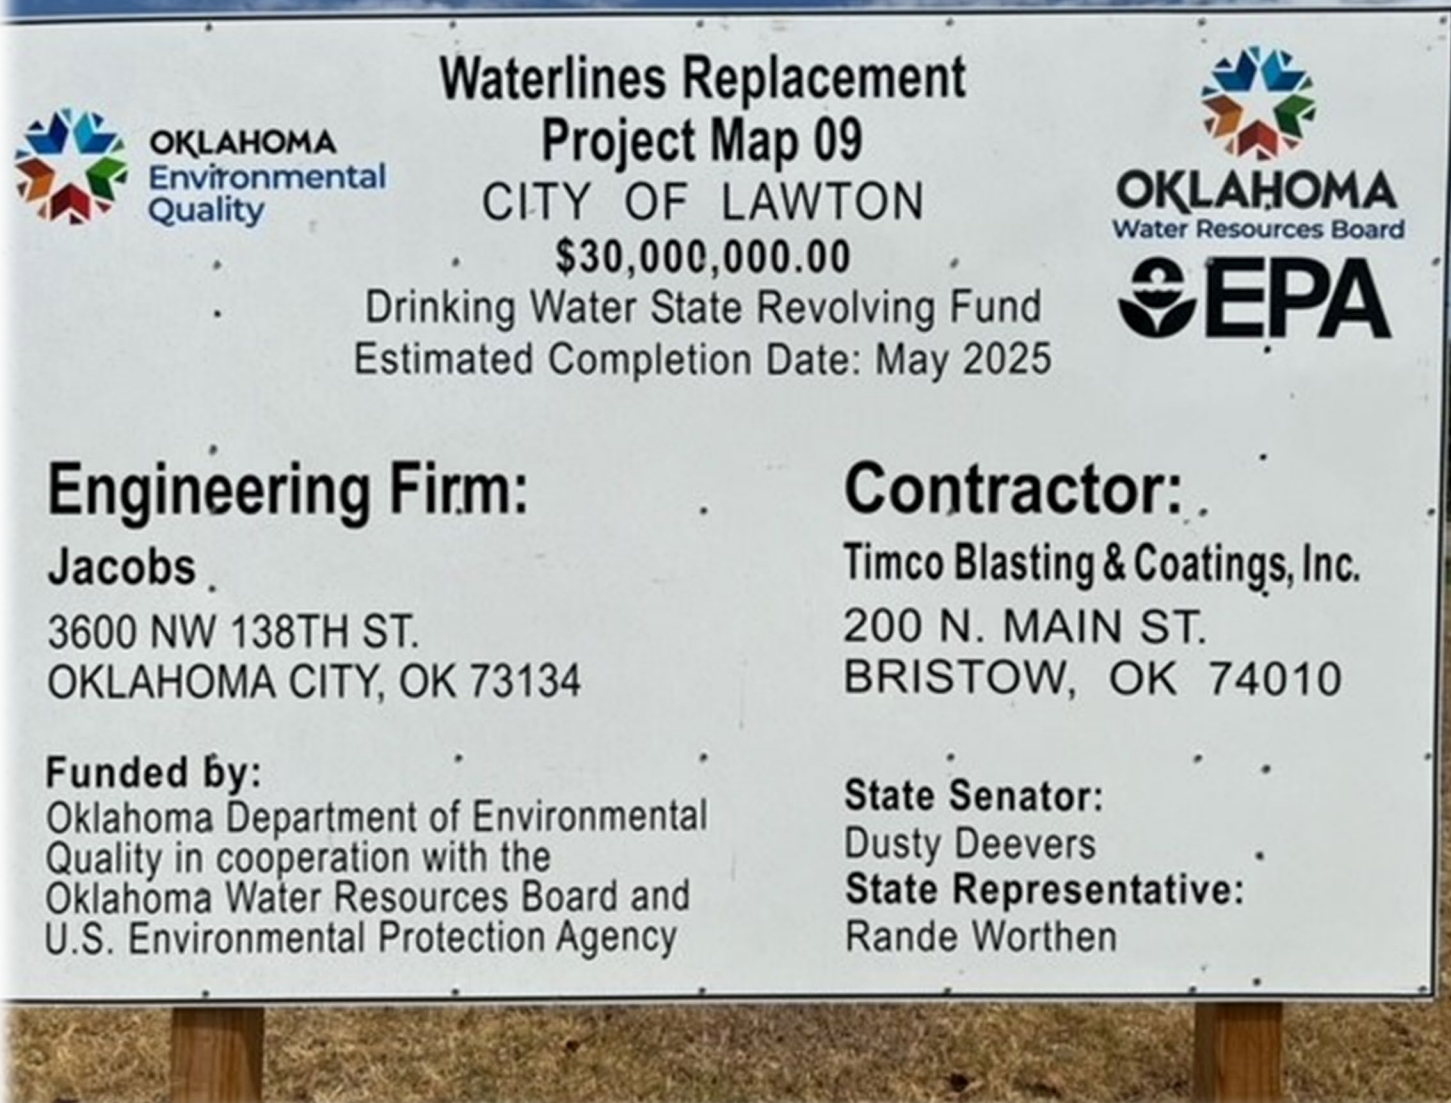 Waterlines Replacement
Project Map 09
CITY OF LAWTON
$30,000,000.00
Drinking Water State Revolving Fund
Estimated Completion Date: May 2025
OKLAHOMA
Environmental
Quality
OKLAHOMA
Water Resources Board
EPA
Engineering Firm:
Jacobs
3600 NW 138TH ST.
OKLAHOMA CITY, OK 73134
Contractor:
Timco Blasting & Coatings, Inc.
200 N. MAIN ST.
BRISTOW, OK 74010
Funded by:
Oklahoma Department of Environmental
Quality in cooperation with the
Oklahoma Water Resources Board and
U.S. Environmental Protection Agency
State Senator:
Dusty Deevers
State Representative:
Rande Worthen